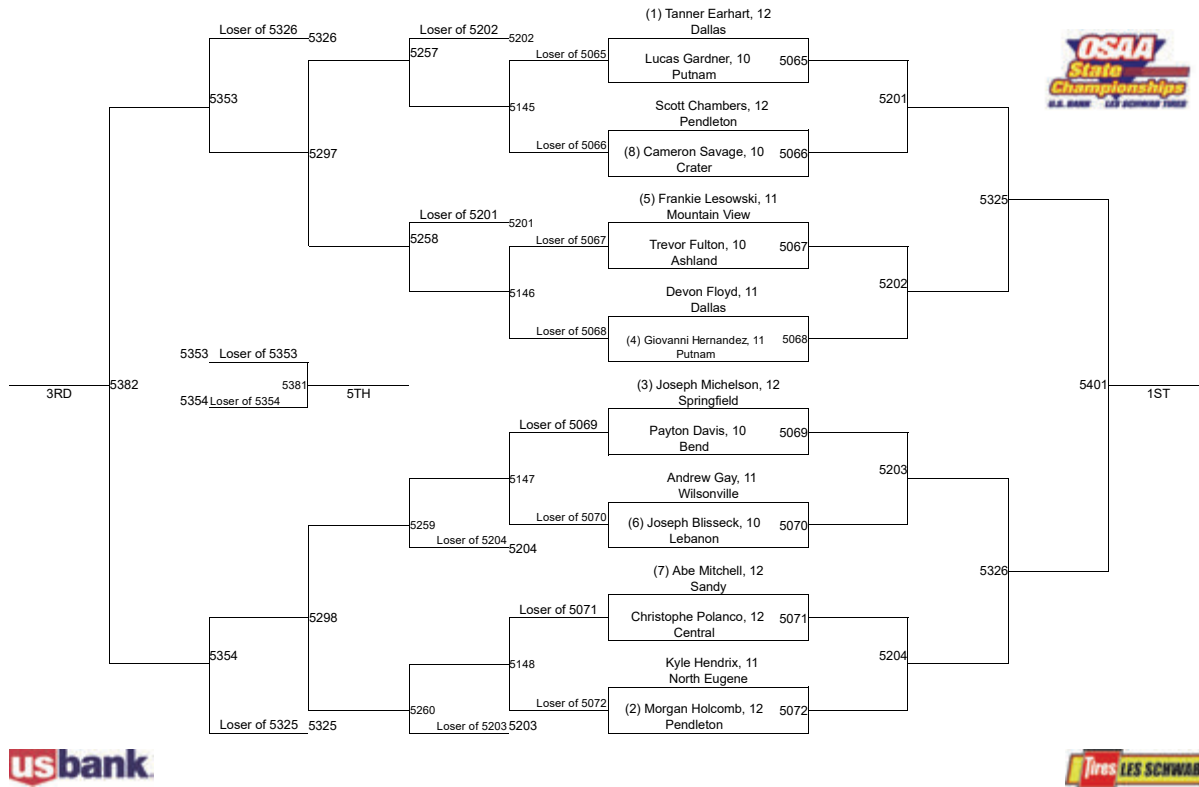 (1) Tanner Earhart, 12
Dallas
Loser of 5326
5326
Loser of 5202
5202
5257
Loser of 5065
Lucas Gardner, 10
Putnam
5065
OSAA
State
Championships
U.S. BANK LES SCHWAB TIRES
5353
5145
5201
Scott Chambers, 12
Pendleton
5297
Loser of 5066
(8) Cameron Savage, 10
Crater
5066
(5) Frankie Lesowski, 11
Mountain View
5325
Loser of 5201
5201
5258
Loser of 5067
Trevor Fulton, 10
Ashland
5067
5146
5202
Devon Floyd, 11
Dallas
Loser of 5068
(4) Giovanni Hernandez, 11
Putnam
5068
5353
Loser of 5353
5382
3RD
5381
5TH
5354
Loser of 5354
(3) Joseph Michelson, 12
Springfield
5401
1ST
Loser of 5069
Payton Davis, 10
Bend
5069
5147
5203
Andrew Gay, 11
Wilsonville
5259
Loser of 5070
(6) Joseph Blisseck, 10
Lebanon
5070
Loser of 5204
5204
(7) Abe Mitchell, 12
Sandy
5326
5298
Loser of 5071
Christophe Polanco, 12
Central
5071
5354
5148
5204
Kyle Hendrix, 11
North Eugene
5260
Loser of 5072
(2) Morgan Holcomb, 12
Pendleton
5072
Loser of 5325
5325
Loser of 5203
5203
usbank.
Tires LES SCHWAB